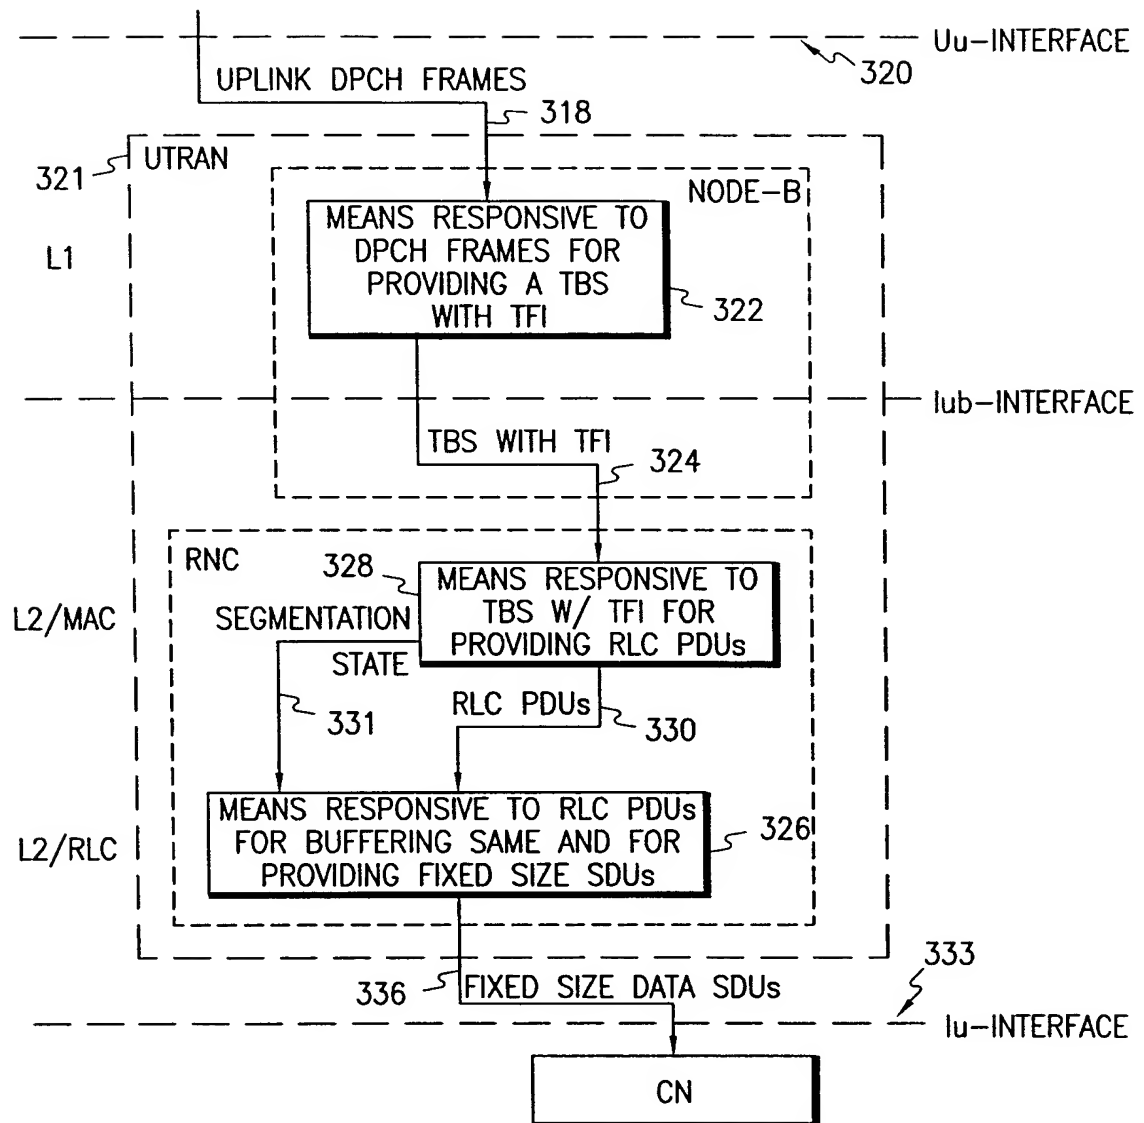 Uu-INTERFACE
320
UPLINK DPCH FRAMES
318
321
UTRAN
NODE-B
L1
MEANS RESPONSIVE TO
DPCH FRAMES FOR
PROVIDING A TBS
WITH TFI
322
Iub-INTERFACE
TBS WITH TFI
324
RNC
328
L2/MAC
MEANS RESPONSIVE TO
TBS W/ TFI FOR
PROVIDING RLC PDUs
SEGMENTATION
STATE
331
RLC PDUs
330
L2/RLC
MEANS RESPONSIVE TO RLC PDUs
FOR BUFFERING SAME AND FOR
PROVIDING FIXED SIZE SDUs
326
336
FIXED SIZE DATA SDUs
333
Iu-INTERFACE
CN